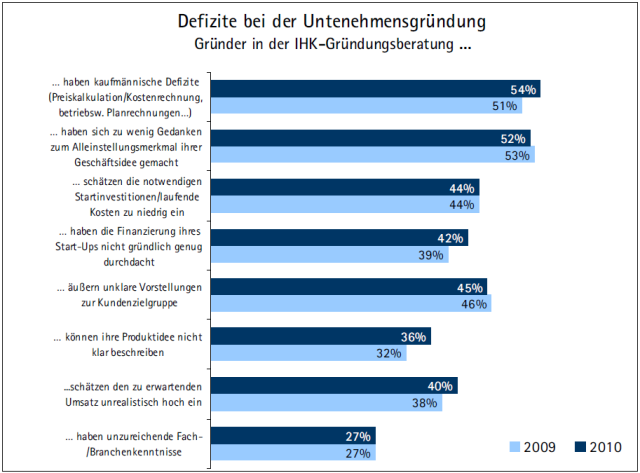 Defizite bei der Untenehmensgründung
Gründer in der IHK-Gründungsberatung ...
... haben kaufmännische Defizite
(Preiskalkulation/Kostenrechnung,
betriebsw. Planrechnungen...)
54%
51%
... haben sich zu wenig Gedanken
zum Alleinstellungsmerkmal ihrer
Geschäftsidee gemacht
52%
53%
... schätzen die notwendigen
Startinvestitionen/laufende
Kosten zu niedrig ein
44%
44%
... haben die Finanzierung ihres
Start-Ups nicht gründlich genug
durchdacht
42%
39%
... äußern unklare Vorstellungen
zur Kundenzielgruppe
45%
46%
... können ihre Produktidee nicht
klar beschreiben
36%
32%
...schätzen den zu erwartenden
Umsatz unrealistisch hoch ein
40%
38%
... haben unzureichende Fach-
/Branchenkenntnisse
27%
27%
2009
2010